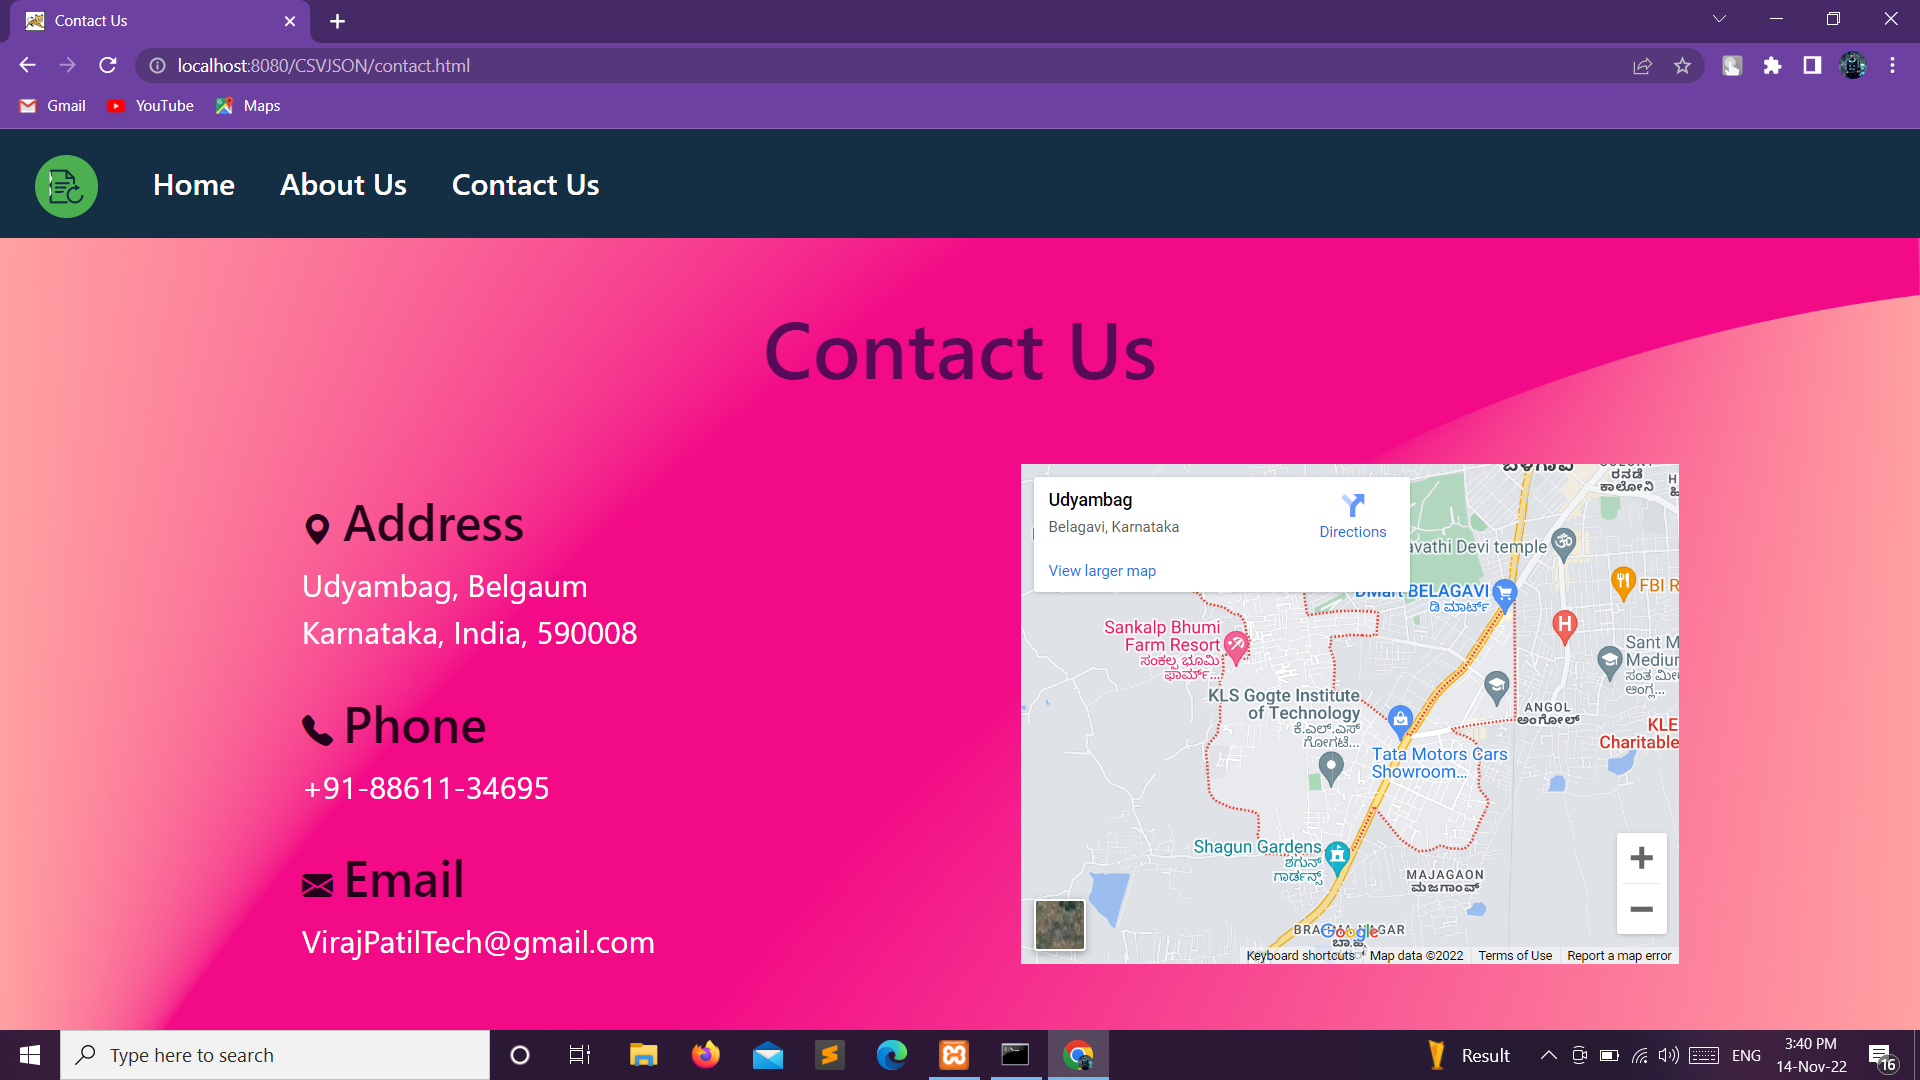 Contact Us
localhost:8080/CSVJSON/contact.html
Gmail YouTube Maps
Home About Us Contact Us
Contact Us
Address
Udyambag, Belgaum
Karnataka, India, 590008
Phone
+91-88611-34695
Email
VirajPatilTech@gmail.com
Udyambag
Belagavi, Karnataka
Directions
View larger map
ರನಡೆ
ಕಾಲೋನಿ
avathi Devi temple
DMart BELAGAVI
ಡಿ ಮಾರ್ಟ್
FBI R
H
Sankalp Bhumi
Farm Resort
ಸಂಕಲ್ಪ ಭೂಮಿ
ಫಾರ್ಮ್...
Sant M
Mediur
ಸಂತ ಮೀ
ಆಂಗ್ಲ...
KLS Gogte Institute
of Technology
ಕೆ.ಎಲ್.ಎಸ್
ಗೋಗಟೆ...
ANGOL
ಅಂಗೋಲ್
KLE
Charitable
Tata Motors Cars
Showroom...
Shagun Gardens
ಶಗುನ್
ಗಾರ್ಡನ್ಸ್
MAJAGAON
ಮಜಗಾಂವ್
Google
Keyboard shortcuts Map data ©2022 Terms of Use Report a map error
Type here to search
Result
ENG
3:40 PM
14-Nov-22
16